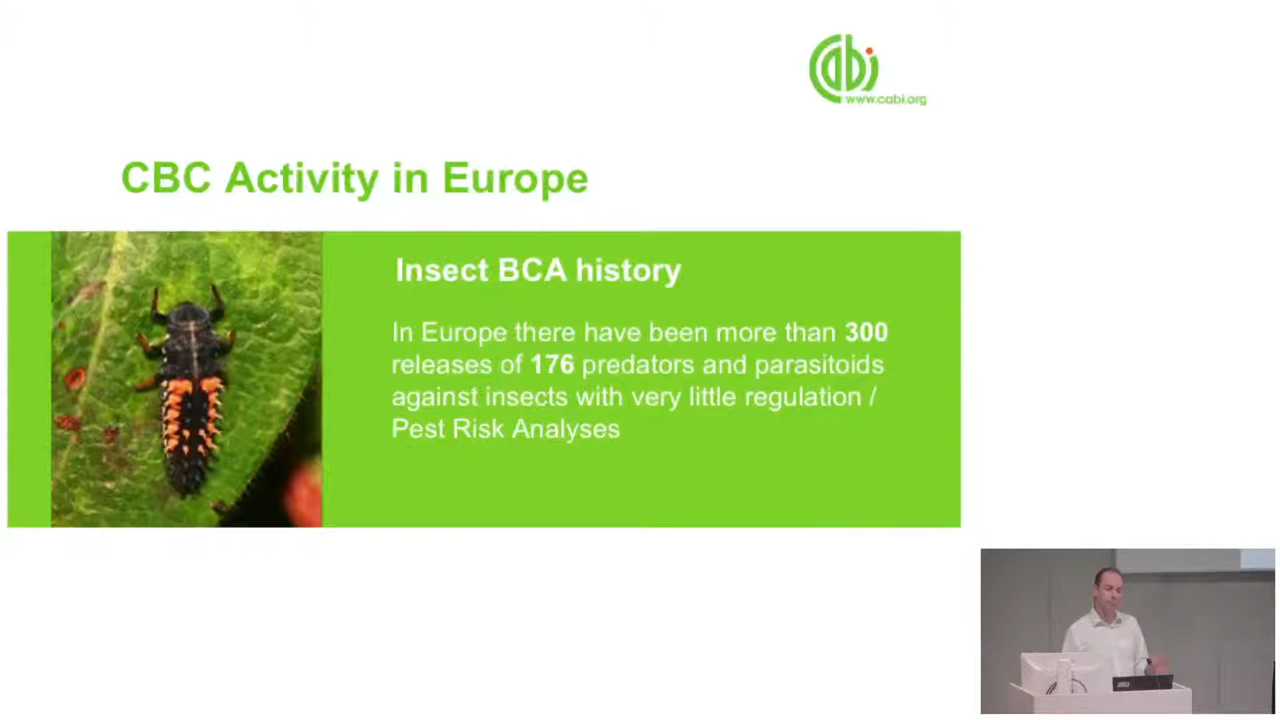 cabi
www.cabi.org
CBC Activity in Europe
Insect BCA history
In Europe there have been more than 300
releases of 176 predators and parasitoids
against insects with very little regulation /
Pest Risk Analyses